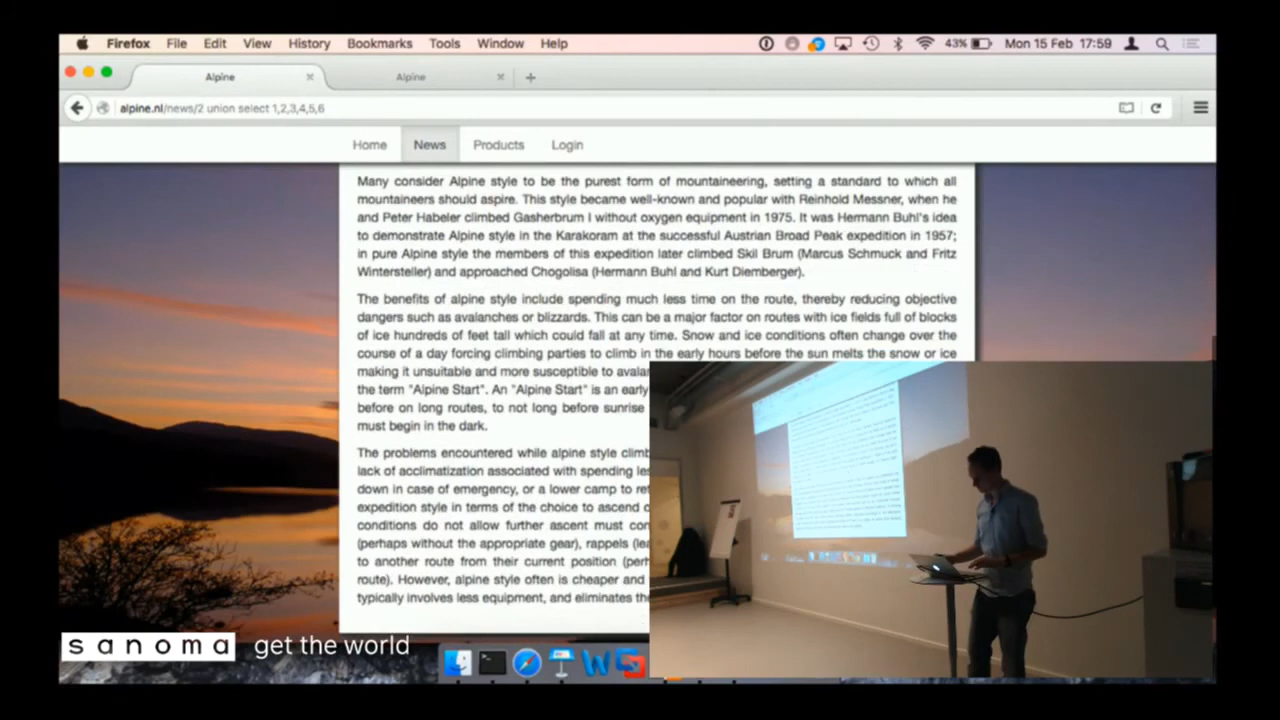 Firefox File Edit View History Bookmarks Tools Window Help 43% Mon 15 Feb 17:59
Alpine Alpine
alpine.nl/news/2 union select 1,2,3,4,5,6
Home News Products Login
Many consider Alpine style to be the purest form of mountaineering, setting a standard to which all
mountaineers should aspire. This style became well-known and popular with Reinhold Messner, when he
and Peter Habeler climbed Gasherbrum I without oxygen equipment in 1975. It was Hermann Buhl's idea
to demonstrate Alpine style in the Karakoram at the successful Austrian Broad Peak expedition in 1957;
in pure Alpine style the members of this expedition later climbed Skil Brum (Marcus Schmuck and Fritz
Wintersteller) and approached Chogolisa (Hermann Buhl and Kurt Diemberger).
The benefits of alpine style include spending much less time on the route, thereby reducing objective
dangers such as avalanches or blizzards. This can be a major factor on routes with ice fields full of blocks
of ice hundreds of feet tall which could fall at any time. Snow and ice conditions often change over the
course of a day forcing climbing parties to climb in the early hours before the sun melts the snow or ice
making it unsuitable and more susceptible to avalan
the term "Alpine Start". An "Alpine Start" is an early
before on long routes, to not long before sunrise
must begin in the dark.
The problems encountered while alpine style climb
lack of acclimatization associated with spending les
down in case of emergency, or a lower camp to ret
expedition style in terms of the choice to ascend o
conditions do not allow further ascent must con
(perhaps without the appropriate gear), rappels (lea
to another route from their current position (perh
route). However, alpine style often is cheaper and
typically involves less equipment, and eliminates the
sanoma get the world